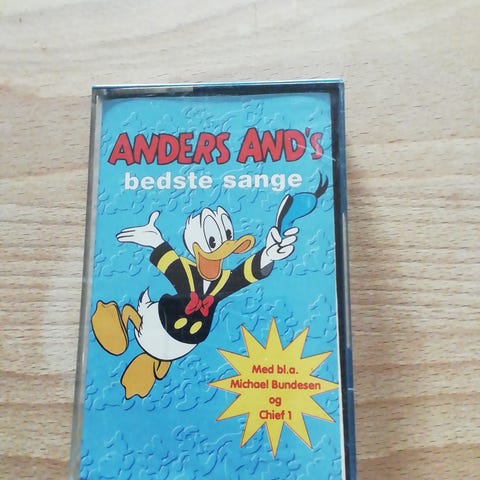 ANDERS AND'S
bedste sange
Med bl.a.
Michael Bundesen
og
Chief 1